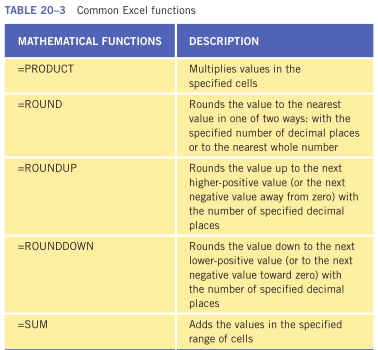 TABLE 20–3 Common Excel functions
MATHEMATICAL FUNCTIONS DESCRIPTION
=PRODUCT Multiplies values in the
specified cells
=ROUND Rounds the value to the nearest
value in one of two ways: with the
specified number of decimal places
or to the nearest whole number
=ROUNDUP Rounds the value up to the next
higher-positive value (or the next
negative value away from zero) with
the number of specified decimal
places
=ROUNDDOWN Rounds the value down to the next
lower-positive value (or to the next
negative value toward zero) with
the number of specified decimal
places
=SUM Adds the values in the specified
range of cells